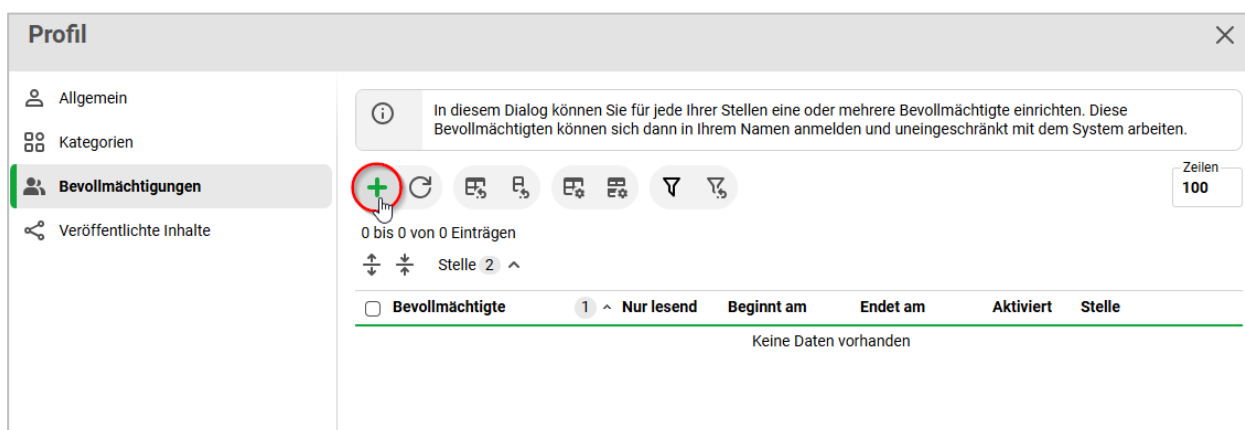 Profil
Allgemein
Kategorien
Bevollmächtigungen
Veröffentlichte Inhalte
In diesem Dialog können Sie für jede Ihrer Stellen eine oder mehrere Bevollmächtigte einrichten. Diese
Bevollmächtigten können sich dann in Ihrem Namen anmelden und uneingeschränkt mit dem System arbeiten.
Zeilen
100
0 bis 0 von 0 Einträgen
Stelle 2
Bevollmächtigte 1 Nur lesend Beginnt am Endet am Aktiviert Stelle
Keine Daten vorhanden